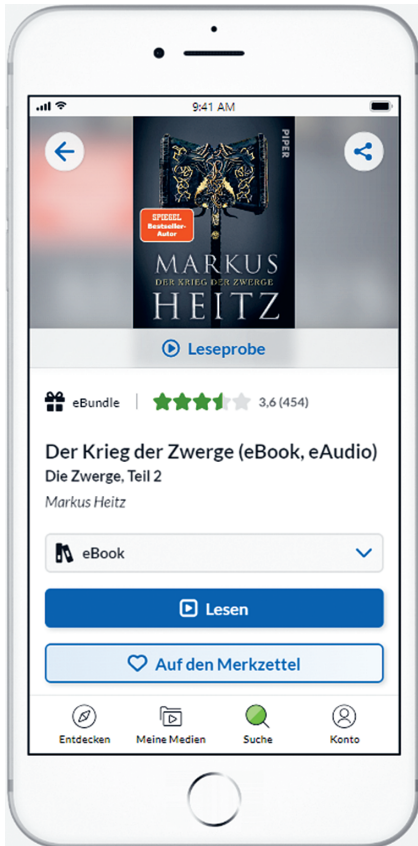 9:41 AM
PIPER
SPIEGEL
Bestseller-
Autor
MARKUS
DER KRIEG DER ZWERGE
HEITZ
Leseprobe
eBundle
3,6 (454)
Der Krieg der Zwerge (eBook, eAudio)
Die Zwerge, Teil 2
Markus Heitz
eBook
Lesen
Auf den Merkzettel
Entdecken Meine Medien Suche Konto